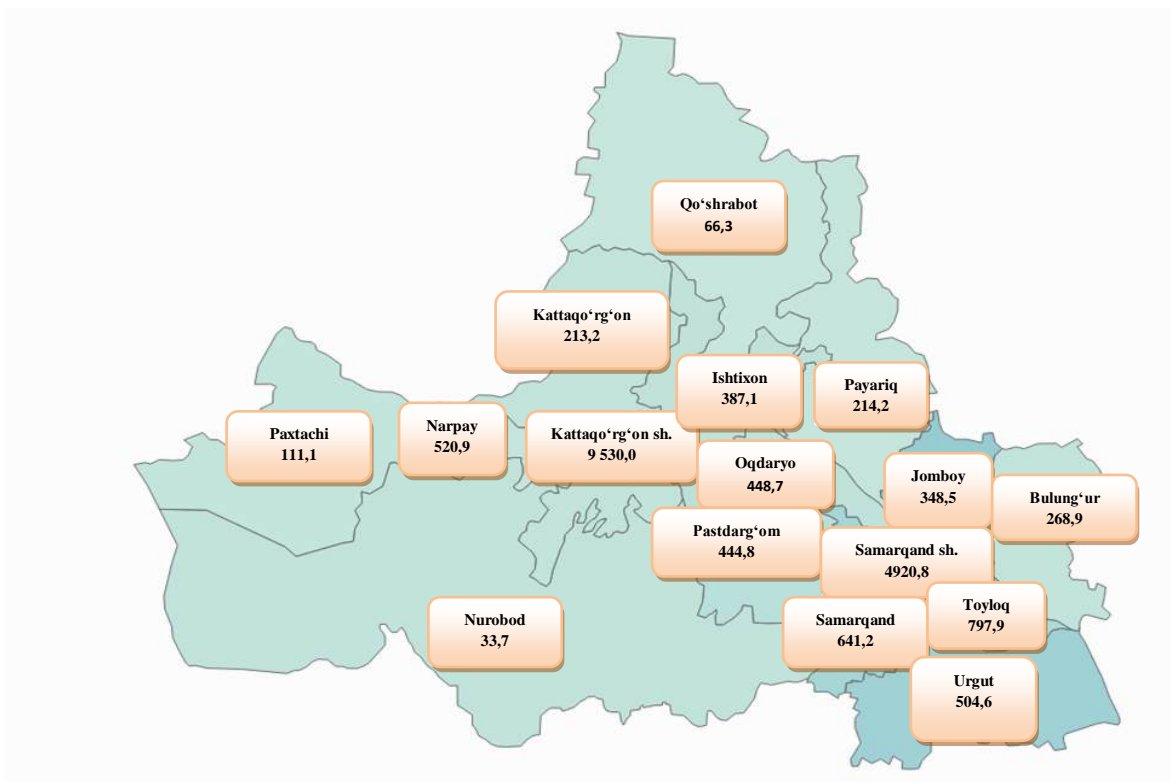 Qo‘shrabot
66,3
Kattaqo‘rg‘on
213,2
Ishtixon
387,1
Payariq
214,2
Paxtachi
111,1
Narpay
520,9
Kattaqo‘rg‘on sh.
9 530,0
Oqdaryo
448,7
Jomboy
348,5
Bulung‘ur
268,9
Pastdarg‘om
444,8
Samarqand sh.
4920,8
Nurobod
33,7
Samarqand
641,2
Toyloq
797,9
Urgut
504,6